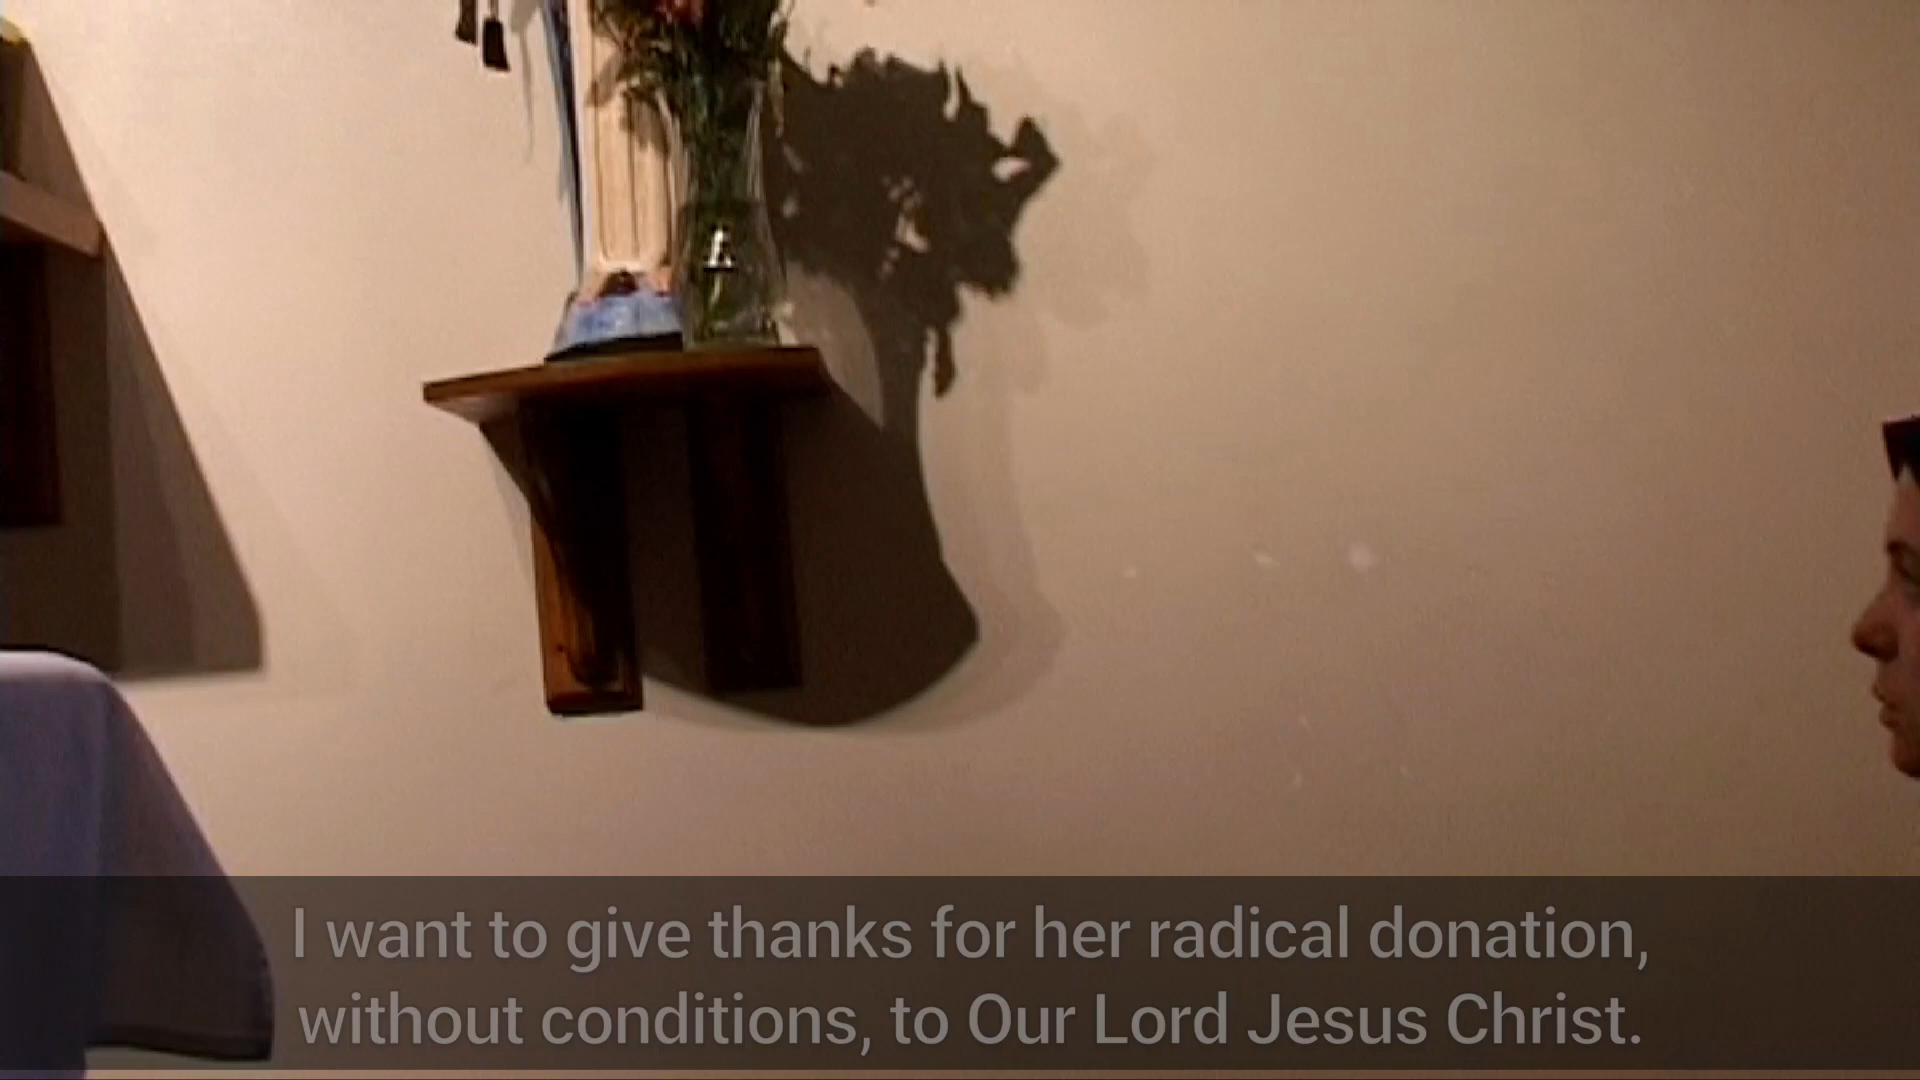 I want to give thanks for her radical donation,
without conditions, to Our Lord Jesus Christ.